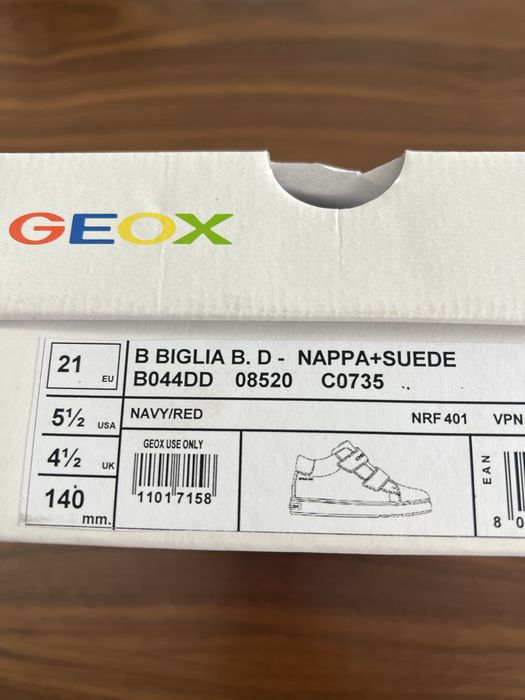 GEOX
21 EU
B BIGLIA B. D - NAPPA+SUEDE
B044DD 08520 C0735
5½ USA
NAVY/RED
NRF 401 VPN
4½ UK
GEOX USE ONLY
11017158
140 mm.
EAN
8 0